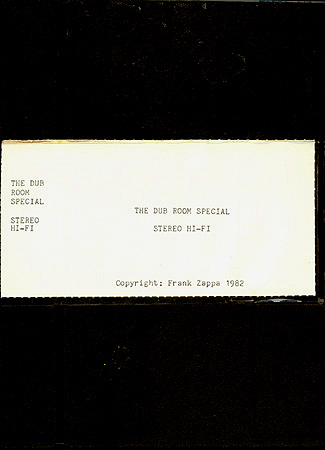 THE DUB
ROOM
SPECIAL
STEREO
HI-FI
THE DUB ROOM SPECIAL
STEREO HI-FI
Copyright: Frank Zappa 1982